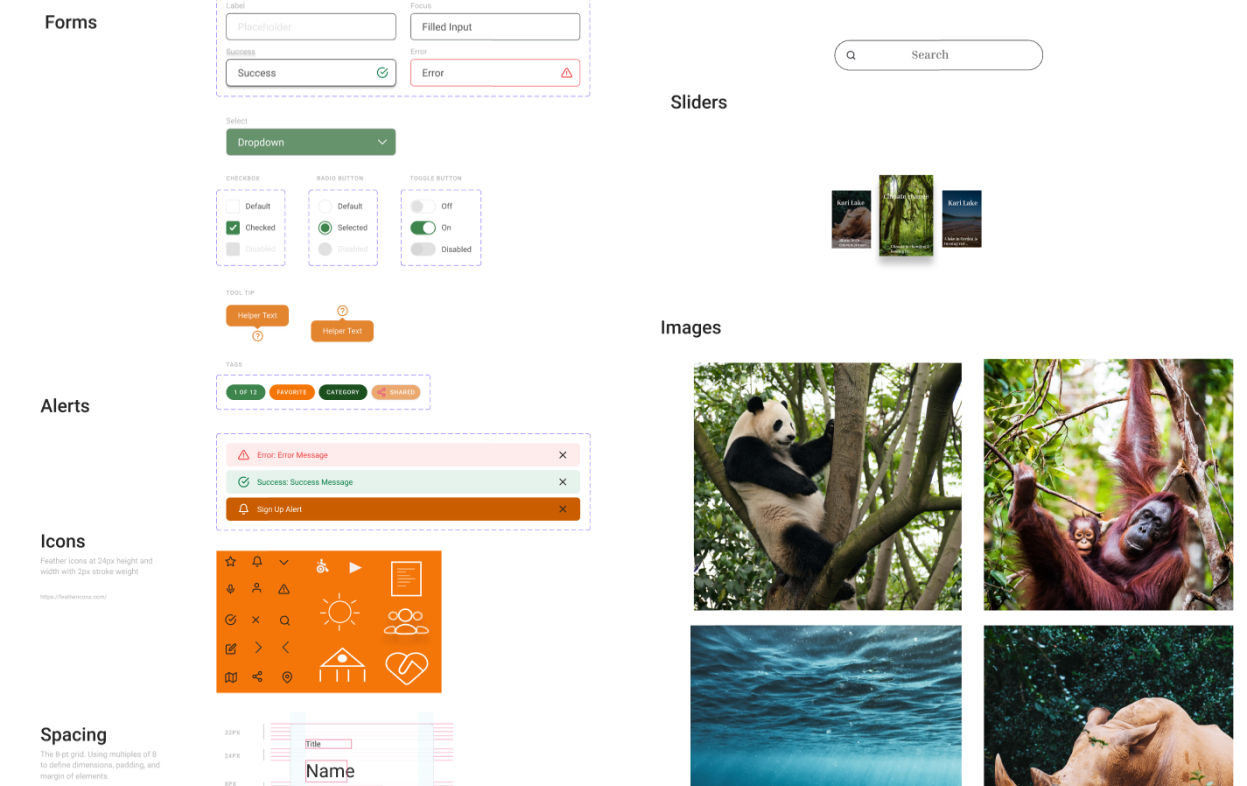 Forms
Label
Placeholder
Focus
Filled Input
Success
Success
Error
Error
Select
Dropdown
CHECKBOX
Default
Checked
Disabled
RADIO BUTTON
Default
Selected
Disabled
TOGGLE BUTTON
Off
On
Disabled
TOOL TIP
Helper Text
Helper Text
TAGS
1 OF 12
FAVORITE
CATEGORY
SHARED
Alerts
Error: Error Message
Success: Success Message
Sign Up Alert
Icons
Feather icons at 24px height and
width with 2px stroke weight
https://feathericons.com/
Spacing
The 8-pt grid. Using multiples of 8
to define dimensions, padding, and
margin of elements.
32PX
24PX
8PX
Title
Name
Search
Sliders
Kari Lake
Climate change
Kari Lake
Images